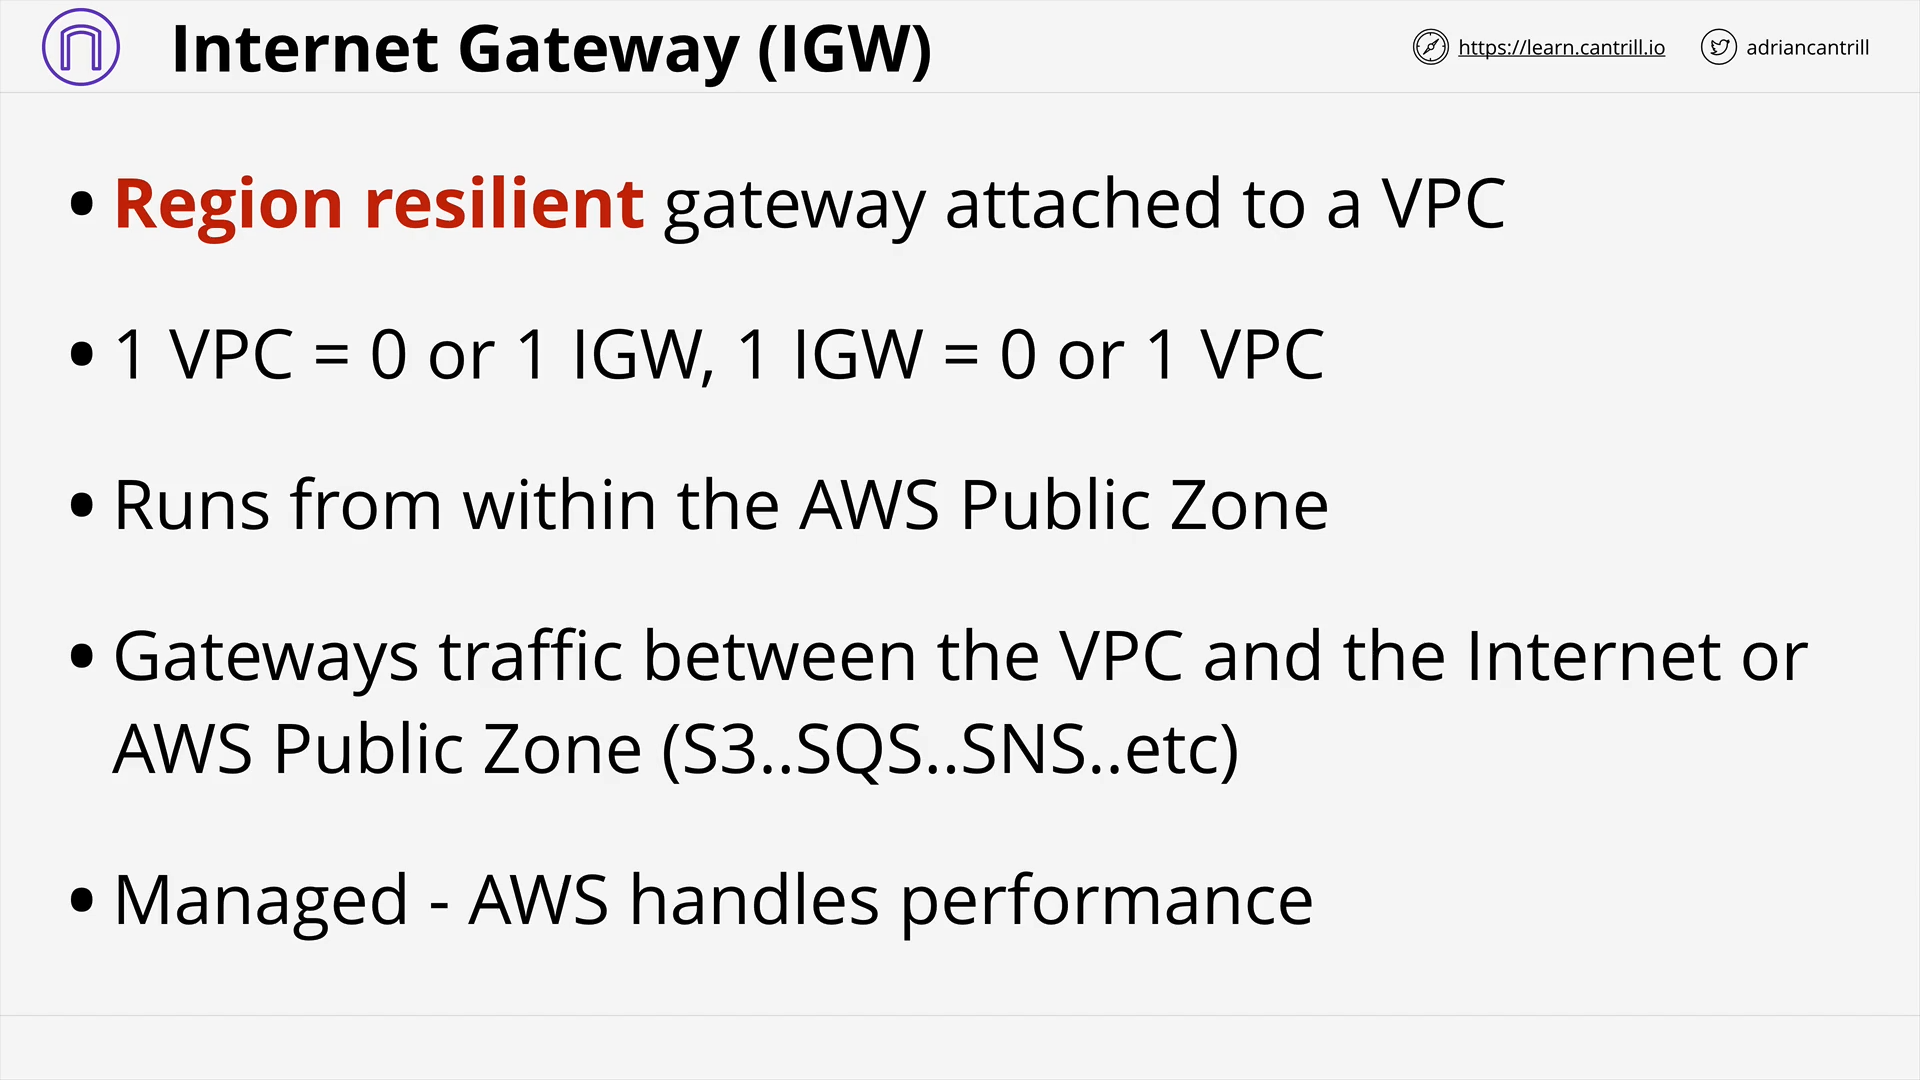 Internet Gateway (IGW)
https://learn.cantrill.io
adriancantrill
• Region resilient gateway attached to a VPC
• 1 VPC = 0 or 1 IGW, 1 IGW = 0 or 1 VPC
• Runs from within the AWS Public Zone
• Gateways traffic between the VPC and the Internet or
AWS Public Zone (S3..SQS..SNS..etc)
• Managed - AWS handles performance